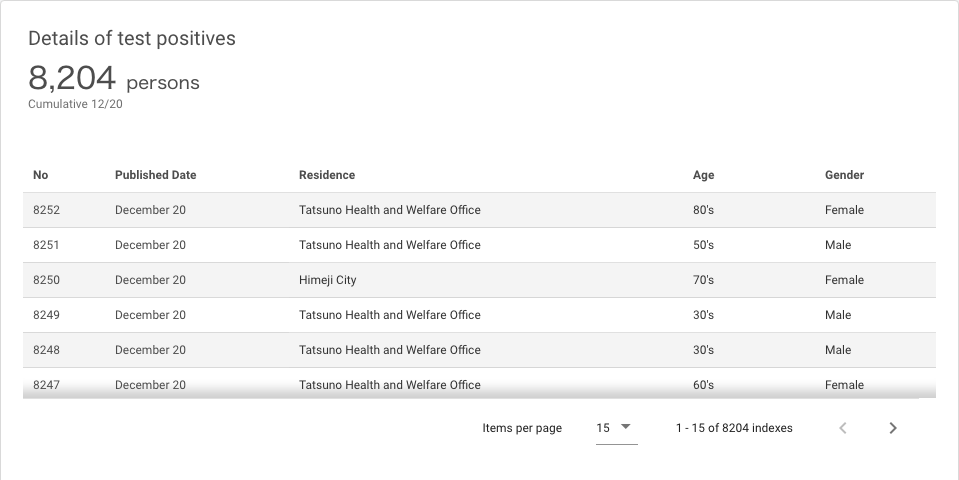 Details of test positives
8,204 persons
Cumulative 12/20
No Published Date Residence Age Gender
8252 December 20 Tatsuno Health and Welfare Office 80's Female
8251 December 20 Tatsuno Health and Welfare Office 50's Male
8250 December 20 Himeji City 70's Female
8249 December 20 Tatsuno Health and Welfare Office 30's Male
8248 December 20 Tatsuno Health and Welfare Office 30's Male
8247 December 20 Tatsuno Health and Welfare Office 60's Female
Items per page 15 1 - 15 of 8204 indexes